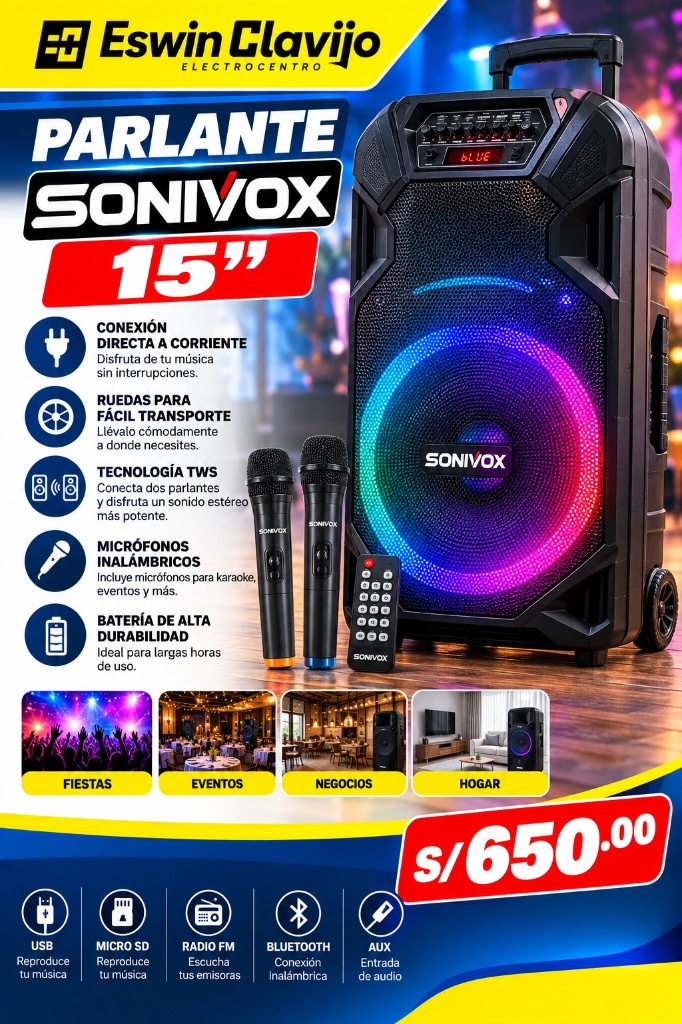 Eswin Clavijo
ELECTROCENTRO
PARLANTE
SONIVOX
15”
bLUE
CONEXIÓN
DIRECTA A CORRIENTE
Disfruta de tu música
sin interrupciones.
RUEDAS PARA
FÁCIL TRANSPORTE
Llévalo cómodamente
a donde necesites.
TECNOLOGÍA TWS
Conecta dos parlantes
y disfruta un sonido estéreo
más potente.
MICRÓFONOS
INALÁMBRICOS
Incluye micrófonos para karaoke,
eventos y más.
BATERÍA DE ALTA
DURABILIDAD
Ideal para largas horas
de uso.
SONIVOX
SONIVOX
SONIVOX
SONIVOX
FIESTAS
EVENTOS
NEGOCIOS
HOGAR
S/650.00
USB
Reproduce
tu música
MICRO SD
Reproduce
tu música
RADIO FM
Escucha
tus emisoras
BLUETOOTH
Conexión
inalámbrica
AUX
Entrada
de audio